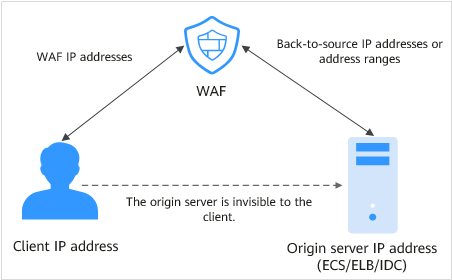 WAF IP addresses
Back-to-source IP addresses or
address ranges
WAF
The origin server is invisible to the
client.
Client IP address
Origin server IP address
(ECS/ELB/IDC)